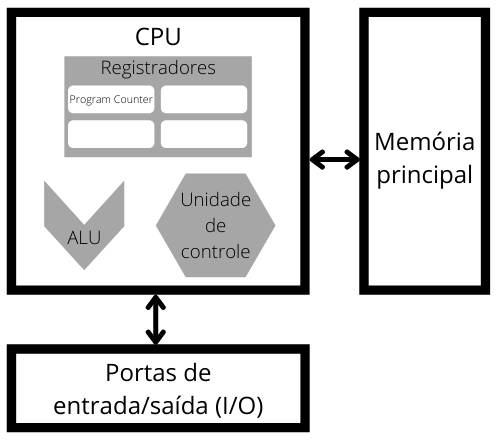 CPU
Registradores
Program Counter
ALU
Unidade
de
controle
Memória
principal
Portas de
entrada/saída (I/O)